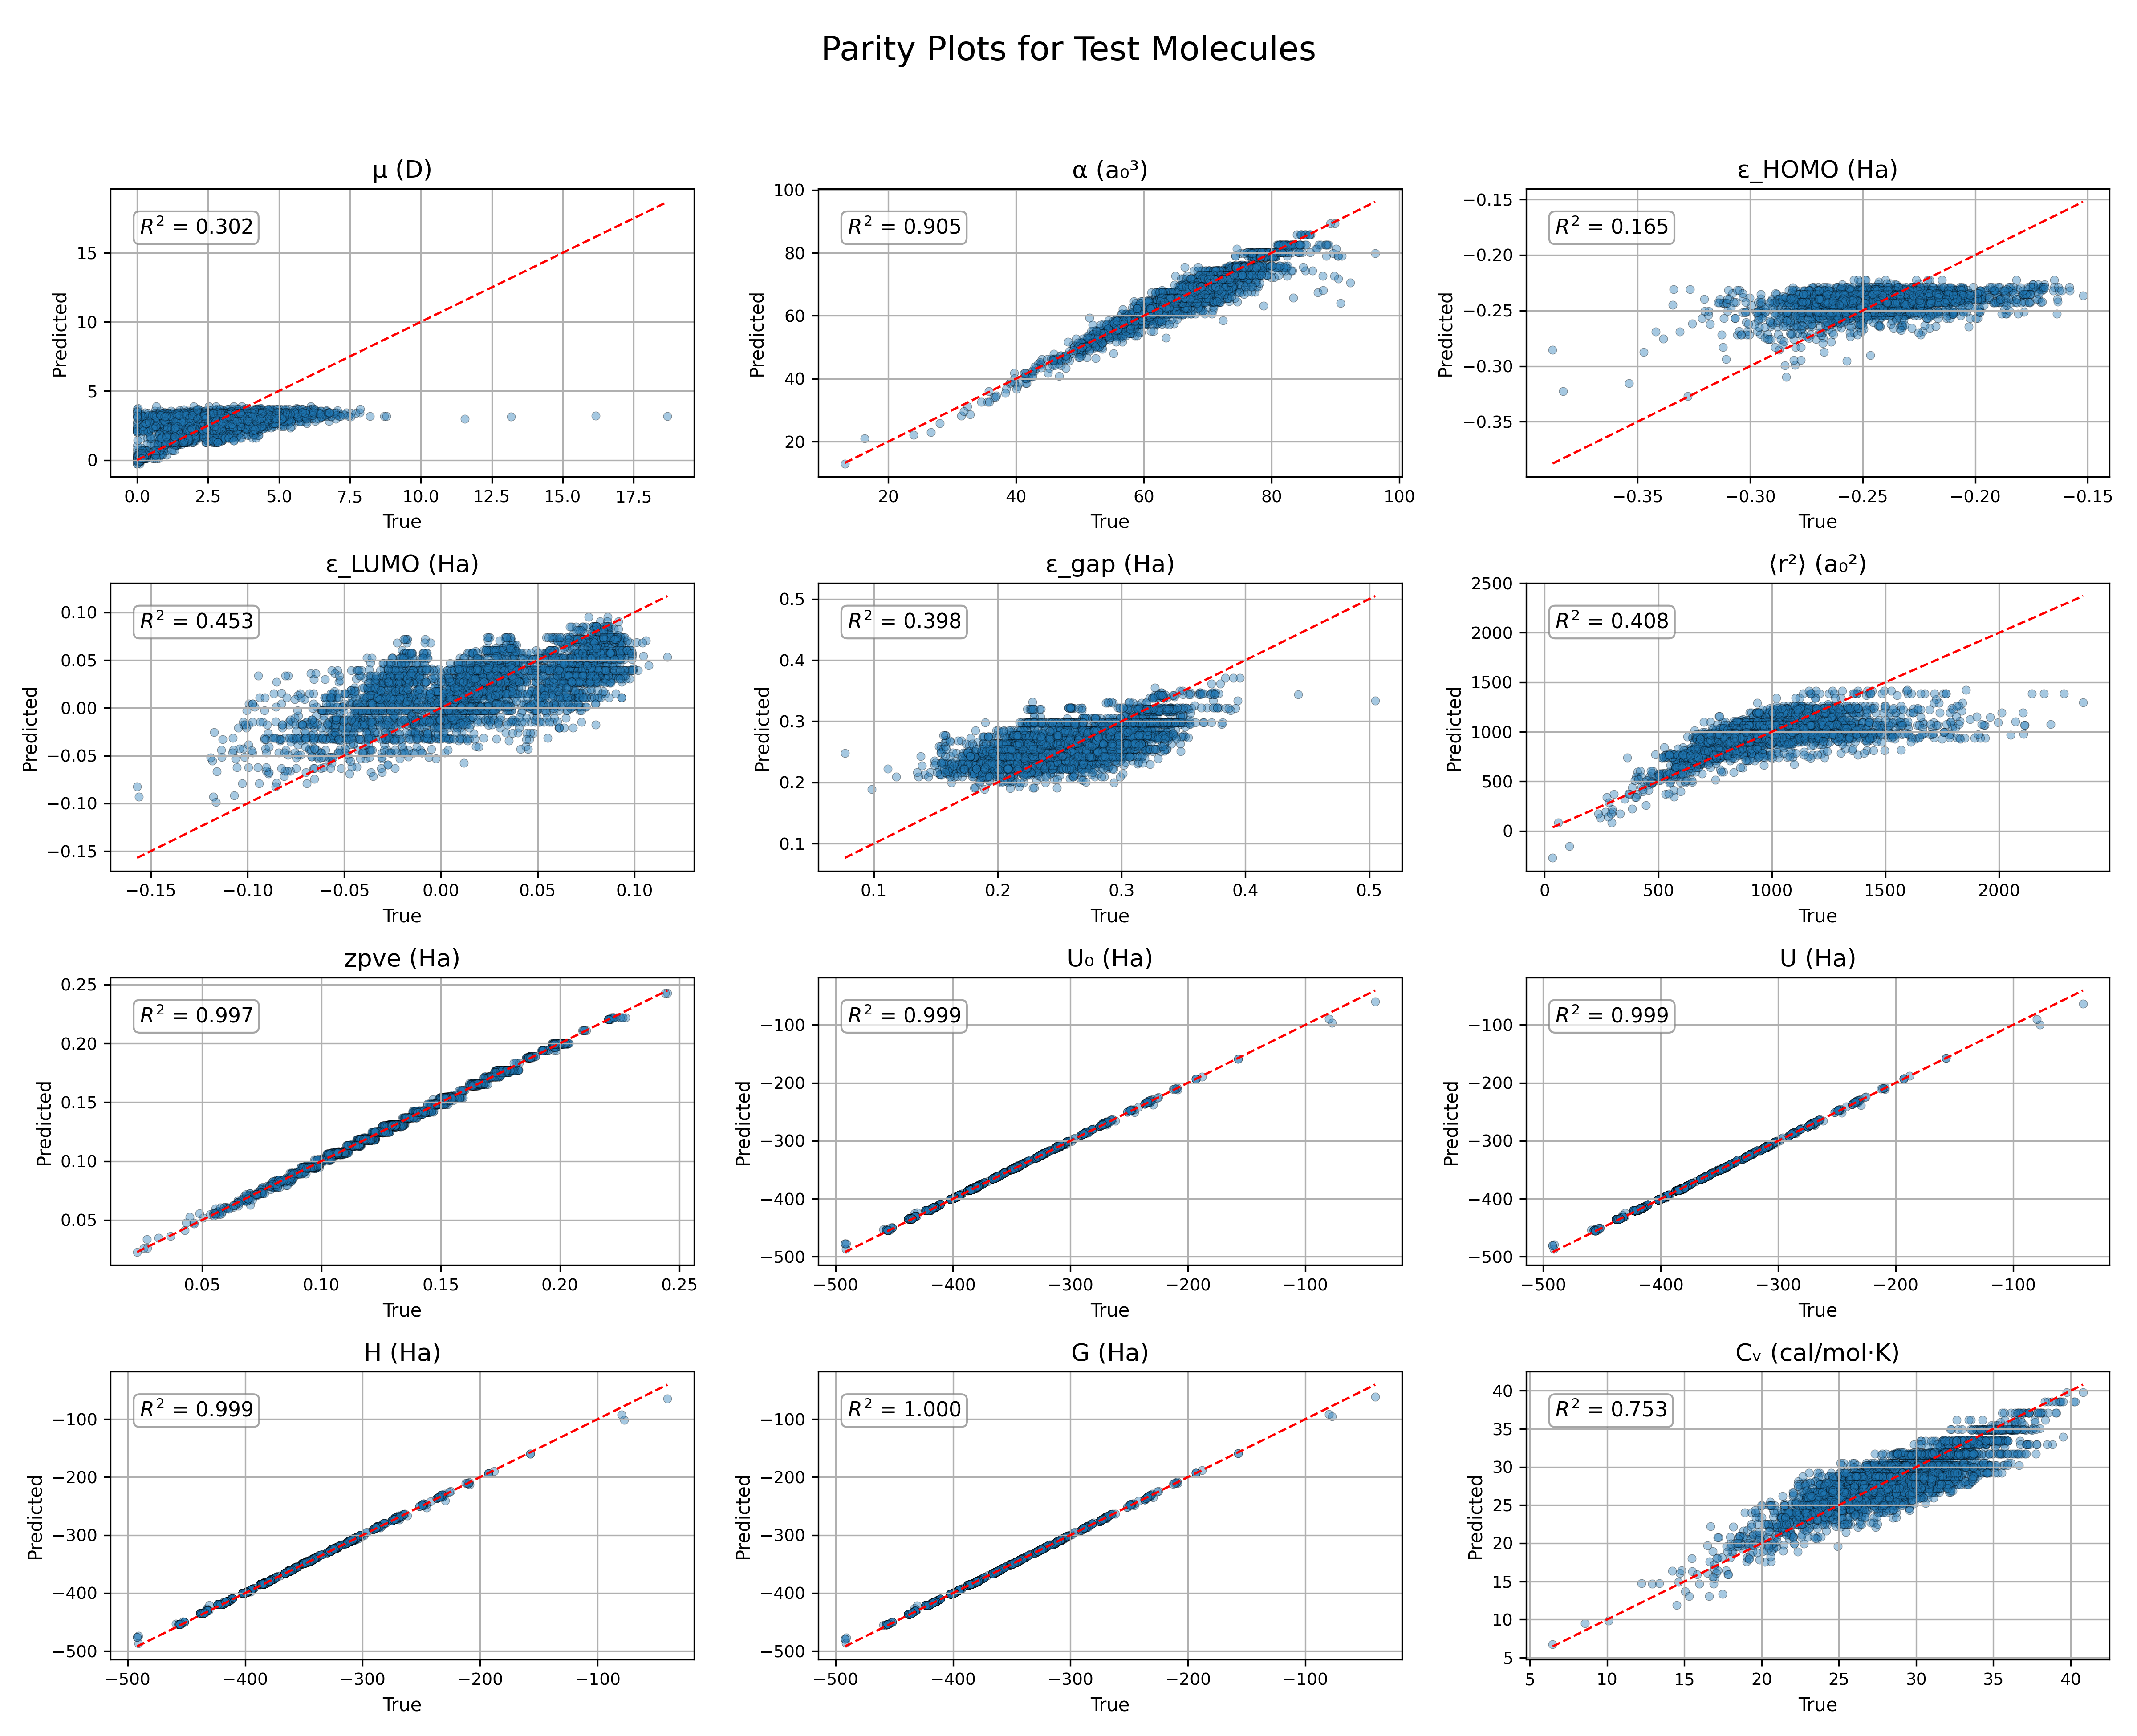 Parity Plots for Test Molecules
μ (D)
R² = 0.302
Predicted
15
10
5
0
0.0 2.5 5.0 7.5 10.0 12.5 15.0 17.5
True
α (a₀³)
R² = 0.905
Predicted
100
80
60
40
20
20 40 60 80 100
True
ε_HOMO (Ha)
R² = 0.165
Predicted
−0.15
−0.20
−0.25
−0.30
−0.35
−0.35 −0.30 −0.25 −0.20 −0.15
True
ε_LUMO (Ha)
R² = 0.453
Predicted
0.10
0.05
0.00
−0.05
−0.10
−0.15
−0.15 −0.10 −0.05 0.00 0.05 0.10
True
ε_gap (Ha)
R² = 0.398
Predicted
0.5
0.4
0.3
0.2
0.1
0.1 0.2 0.3 0.4 0.5
True
⟨r²⟩ (a₀²)
R² = 0.408
Predicted
2500
2000
1500
1000
500
0
0 500 1000 1500 2000
True
zpve (Ha)
R² = 0.997
Predicted
0.25
0.20
0.15
0.10
0.05
0.05 0.10 0.15 0.20 0.25
True
U₀ (Ha)
R² = 0.999
Predicted
−100
−200
−300
−400
−500
−500 −400 −300 −200 −100
True
U (Ha)
R² = 0.999
Predicted
−100
−200
−300
−400
−500
−500 −400 −300 −200 −100
True
H (Ha)
R² = 0.999
Predicted
−100
−200
−300
−400
−500
−500 −400 −300 −200 −100
True
G (Ha)
R² = 1.000
Predicted
−100
−200
−300
−400
−500
−500 −400 −300 −200 −100
True
Cᵥ (cal/mol·K)
R² = 0.753
Predicted
40
35
30
25
20
15
10
5
5 10 15 20 25 30 35 40
True